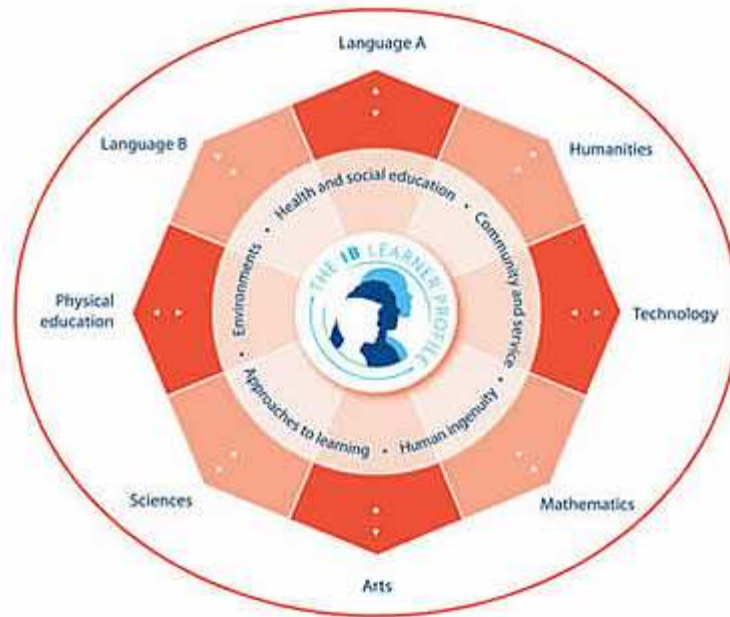 Language A
Language B
Humanities
Health and social education
Community and service
Environments
THE IB LEARNER PROFILE
Physical
education
Technology
Approaches to learning
Human ingenuity
Sciences
Mathematics
Arts